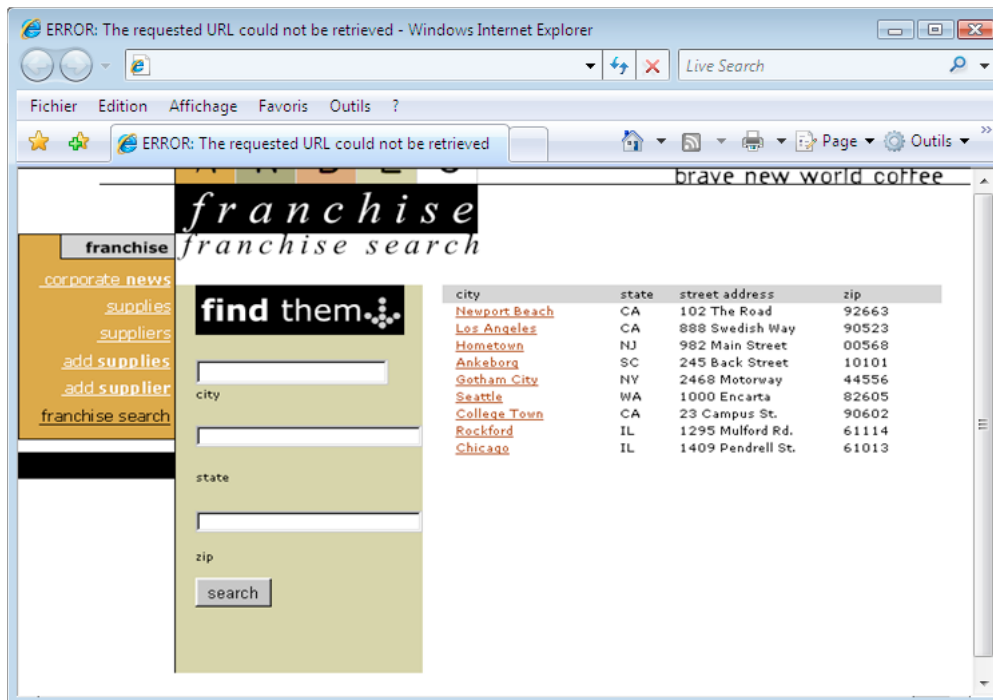 ERROR: The requested URL could not be retrieved - Windows Internet Explorer
Live Search
Fichier Edition Affichage Favoris Outils ?
ERROR: The requested URL could not be retrieved
Page Outils
brave new world coffee
franchise
franchise search
franchise
corporate news
supplies
suppliers
add supplies
add supplier
franchise search
find them
city
state
zip
search
city state street address zip
Newport Beach CA 102 The Road 92663
Los Angeles CA 888 Swedish Way 90523
Hometown NJ 982 Main Street 00568
Ankeborg SC 245 Back Street 10101
Gotham City NY 2468 Motorway 44556
Seattle WA 1000 Encarta 82605
College Town CA 23 Campus St. 90602
Rockford IL 1295 Mulford Rd. 61114
Chicago IL 1409 Pendrell St. 61013